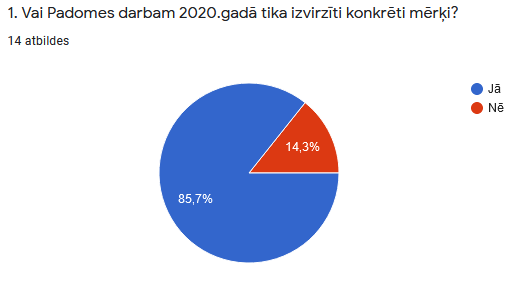 1. Vai Padomes darbam 2020.gadā tika izvirzīti konkrēti mērķi?
14 atbildes
Jā
Nē
14,3%
85,7%